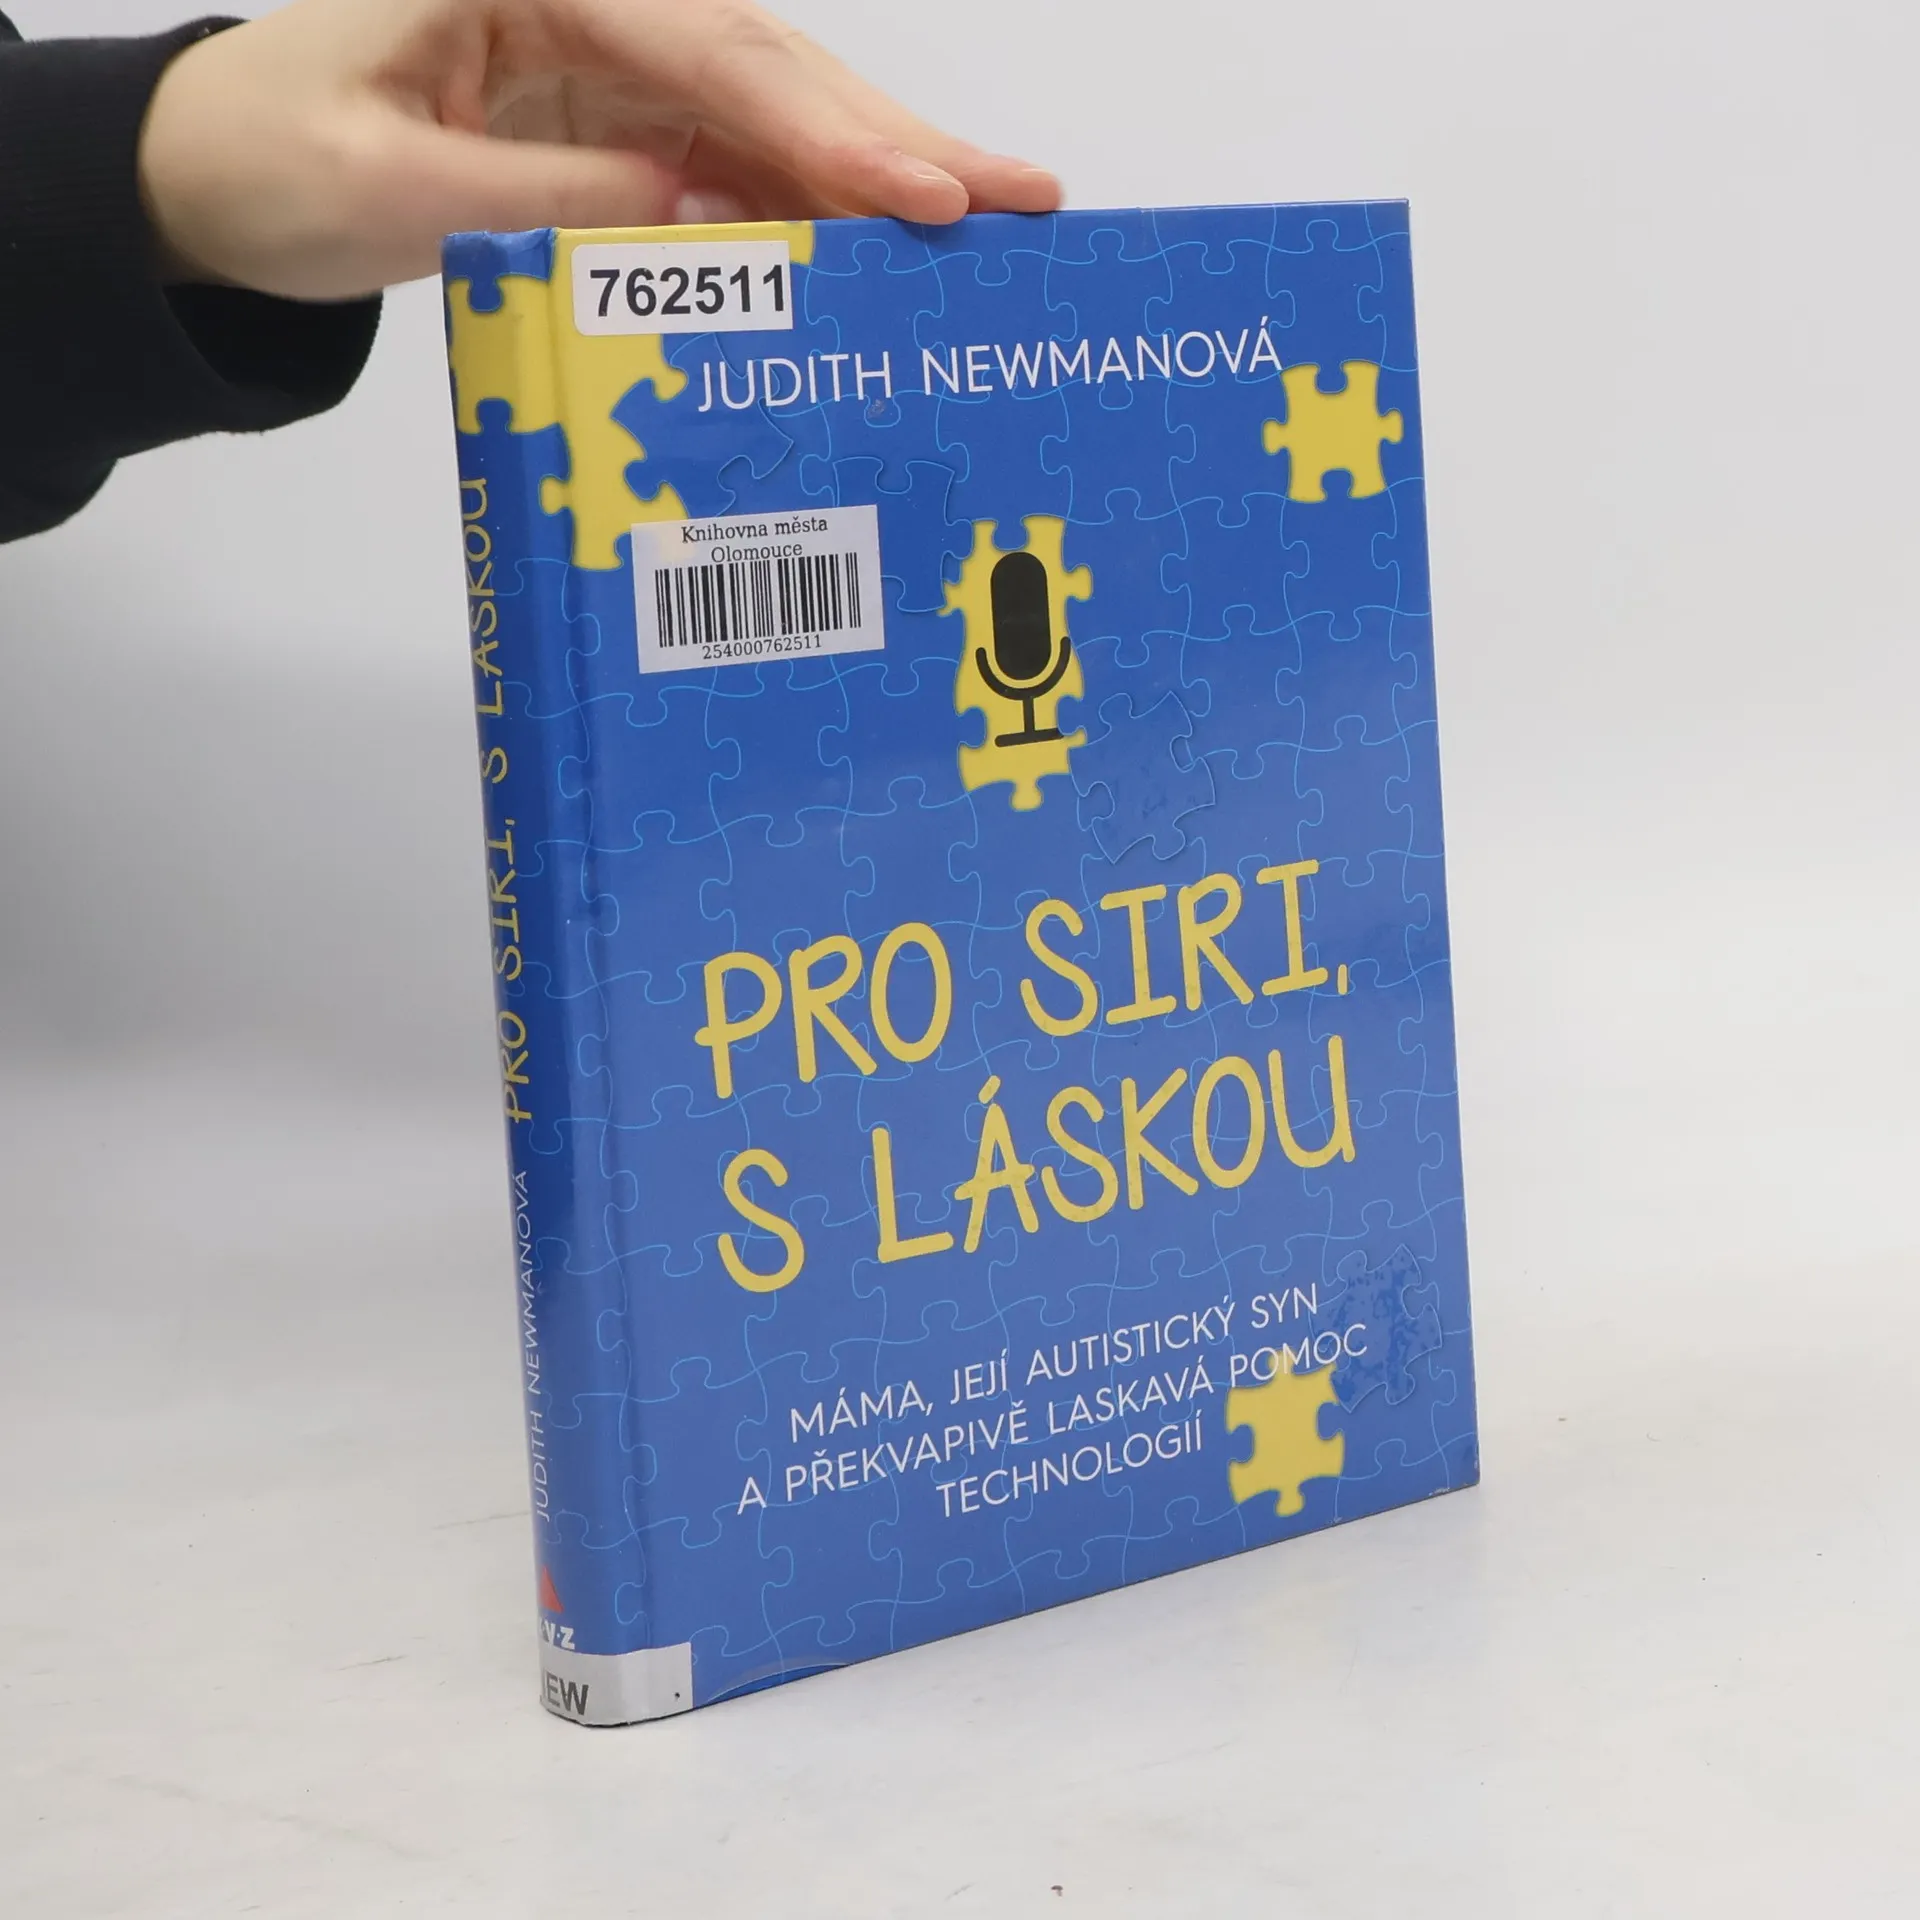 762511
JUDITH NEWMANOVÁ
Knihovna města
Olomouce
254000762511
PRO SIRI,
S LÁSKOU
MÁMA, JEJÍ AUTISTICKÝ SYN
A PŘEKVAPIVĚ LASKAVÁ POMOC
TECHNOLOGIÍ
JUDITH NEWMANOVÁ PRO SIRI, S LÁSKOU